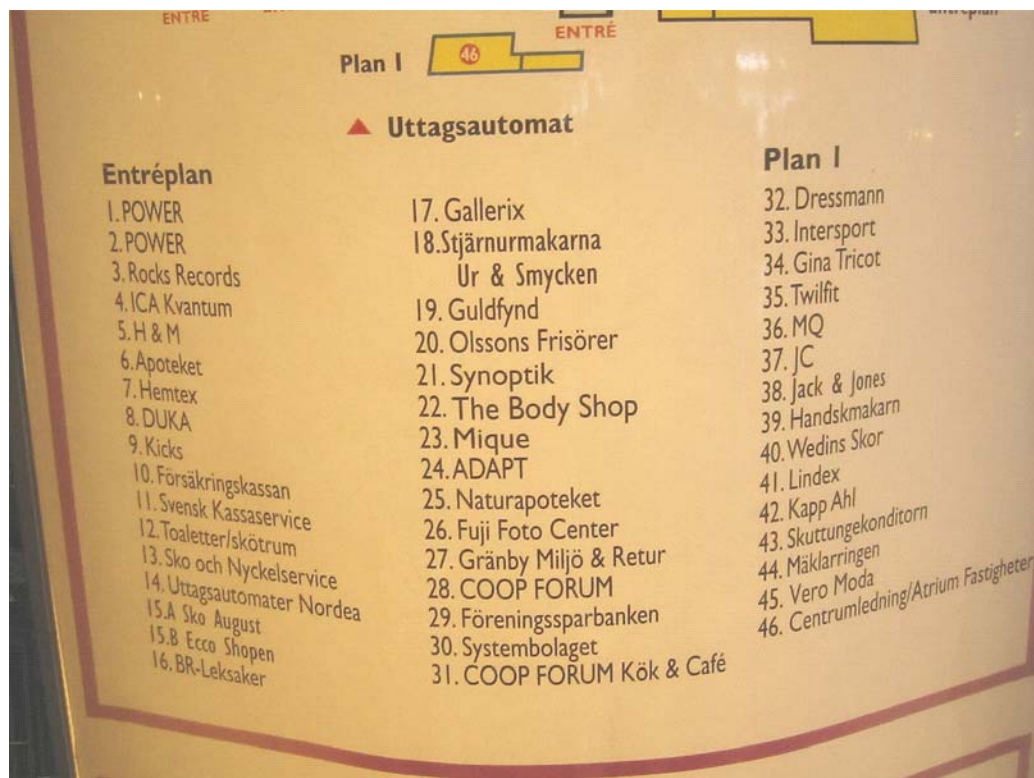 ENTRÉ
ENTRÉ
Entréplan
Plan 1
46
Uttagsautomat
Entréplan
1. POWER
2. POWER
3. Rocks Records
4. ICA Kvantum
5. H & M
6. Apoteket
7. Hemtex
8. DUKA
9. Kicks
10. Försäkringskassan
11. Svensk Kassaservice
12. Toaletter/skötrum
13. Sko och Nyckelservice
14. Uttagsautomater Nordea
15.A Sko August
15.B Ecco Shopen
16. BR-Leksaker
17. Gallerix
18. Stjärnurmakarna
Ur & Smycken
19. Guldfynd
20. Olssons Frisörer
21. Synoptik
22. The Body Shop
23. Mique
24. ADAPT
25. Naturapoteket
26. Fuji Foto Center
27. Gränby Miljö & Retur
28. COOP FORUM
29. Föreningssparbanken
30. Systembolaget
31. COOP FORUM Kök & Café
Plan 1
32. Dressmann
33. Intersport
34. Gina Tricot
35. Twilfit
36. MQ
37. JC
38. Jack & Jones
39. Handskmakarn
40. Wedins Skor
41. Lindex
42. Kapp Ahl
43. Skuttungekonditorn
44. Mäklarringen
45. Vero Moda
46. Centrumledning/Atrium Fastigheter